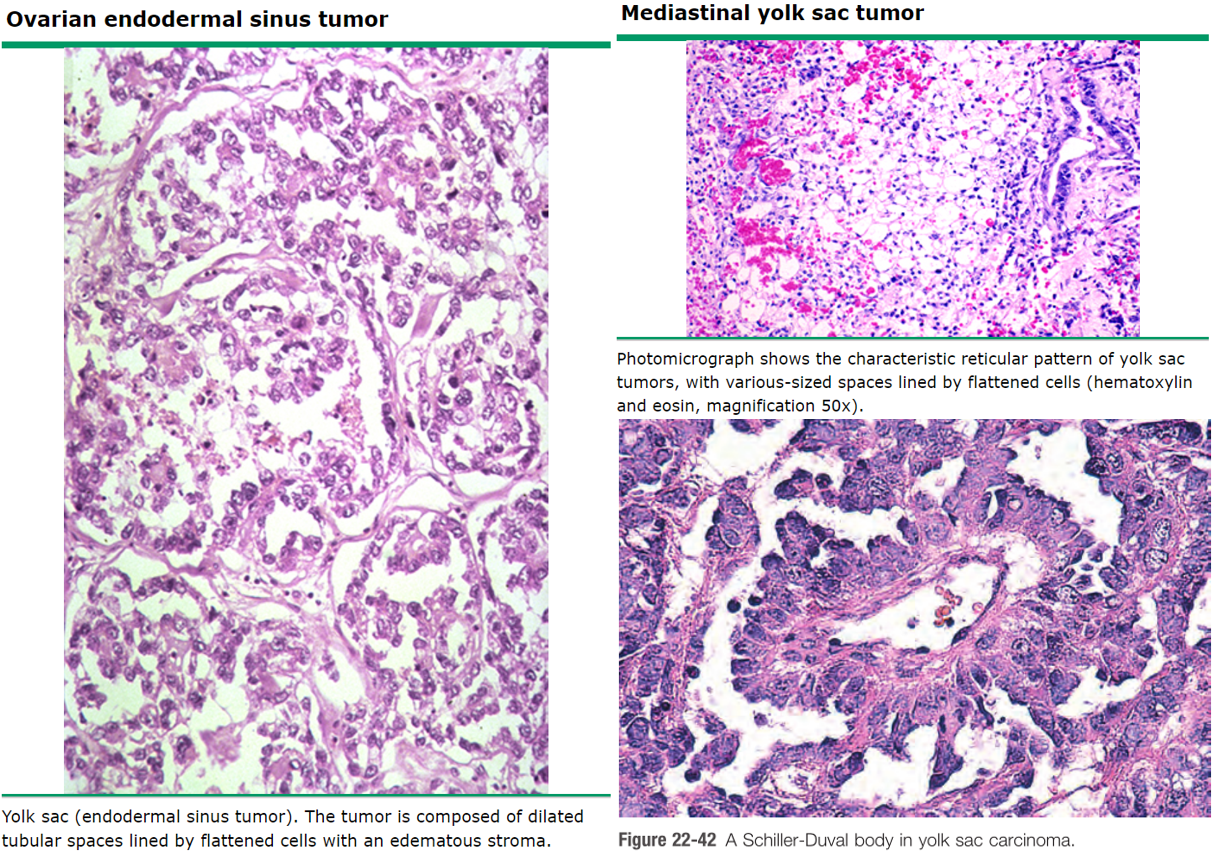 Ovarian endodermal sinus tumor
Yolk sac (endodermal sinus tumor). The tumor is composed of dilated
tubular spaces lined by flattened cells with an edematous stroma.
Mediastinal yolk sac tumor
Photomicrograph shows the characteristic reticular pattern of yolk sac
tumors, with various-sized spaces lined by flattened cells (hematoxylin
and eosin, magnification 50x).
Figure 22-42 A Schiller-Duval body in yolk sac carcinoma.